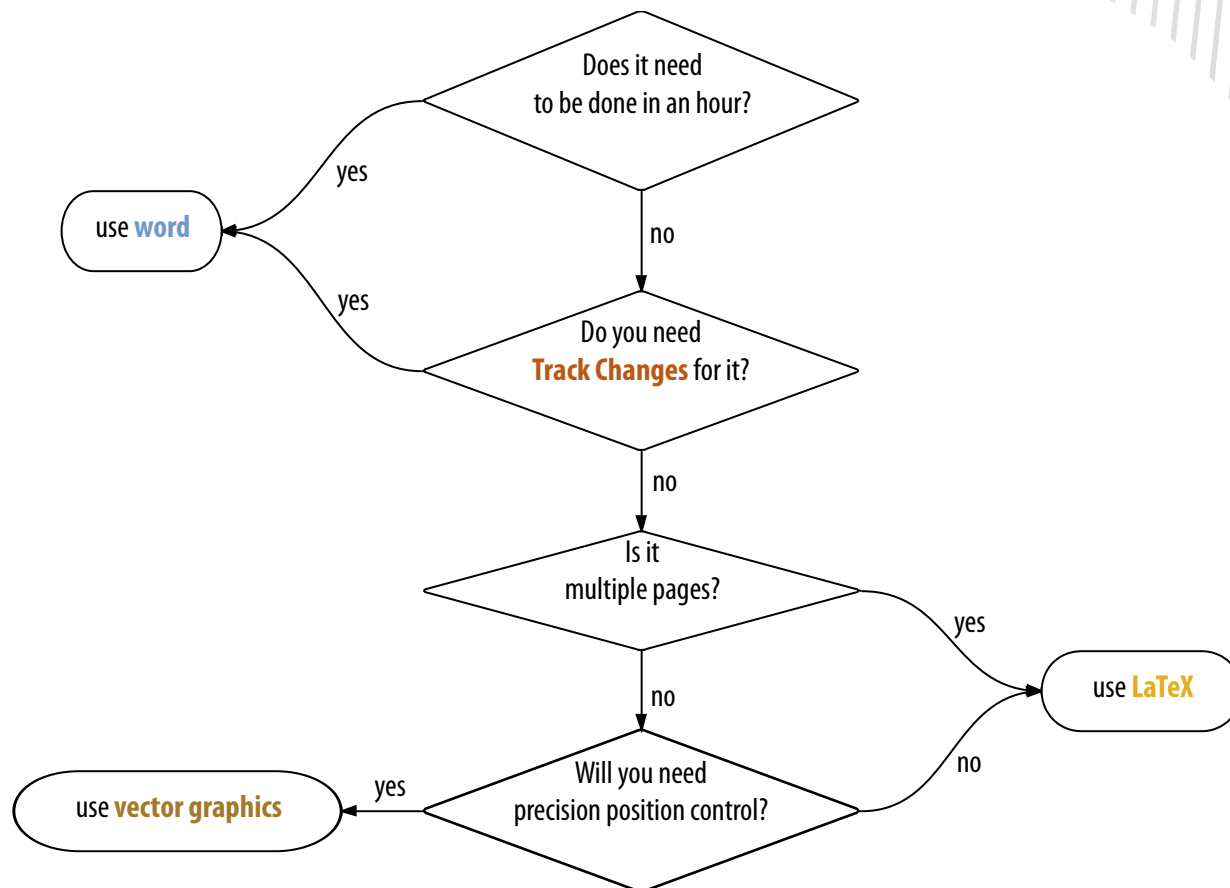 Does it need
to be done in an hour?
yes
use word
no
yes
Do you need
Track Changes for it?
no
Is it
multiple pages?
yes
use LaTeX
no
no
Will you need
precision position control?
yes
use vector graphics